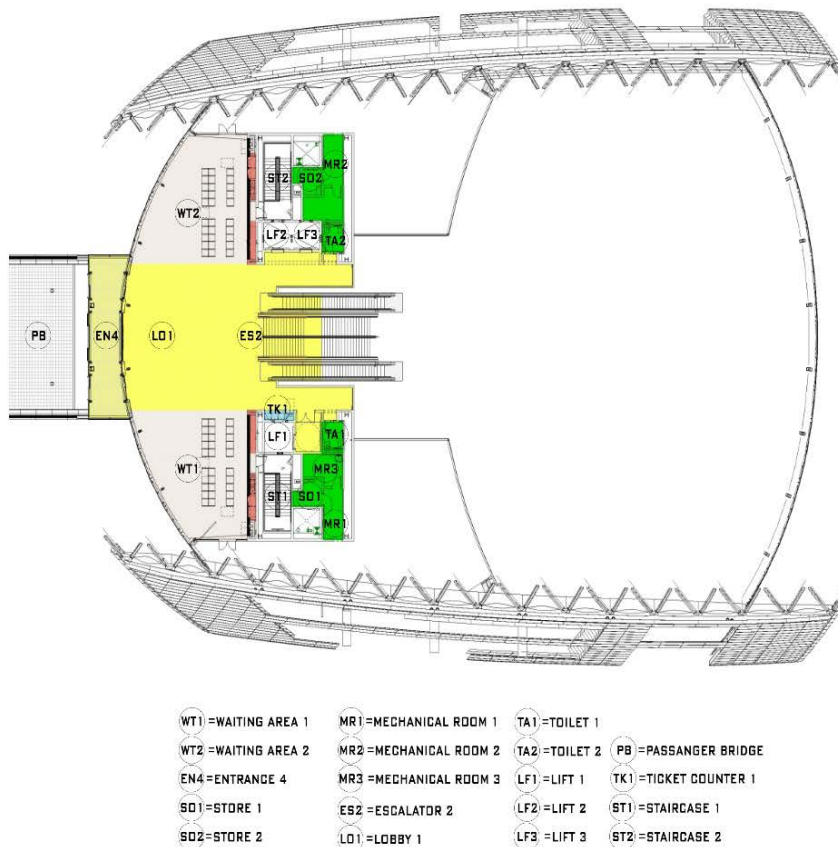 MR2
ST2
SO2
WT2
LF2
LF3
TA2
PB
EN4
LO1
ES2
TK1
LF1
TA1
WT1
MR3
ST1
SO1
MR1
WT1 =WAITING AREA 1
MR1 =MECHANICAL ROOM 1
TA1 =TOILET 1
WT2 =WAITING AREA 2
MR2 =MECHANICAL ROOM 2
TA2 =TOILET 2
PB =PASSANGER BRIDGE
EN4 =ENTRANCE 4
MR3 =MECHANICAL ROOM 3
LF1 =LIFT 1
TK1 =TICKET COUNTER 1
SO1 =STORE 1
ES2 =ESCALATOR 2
LF2 =LIFT 2
ST1 =STAIRCASE 1
SO2 =STORE 2
LO1 =LOBBY 1
LF3 =LIFT 3
ST2 =STAIRCASE 2